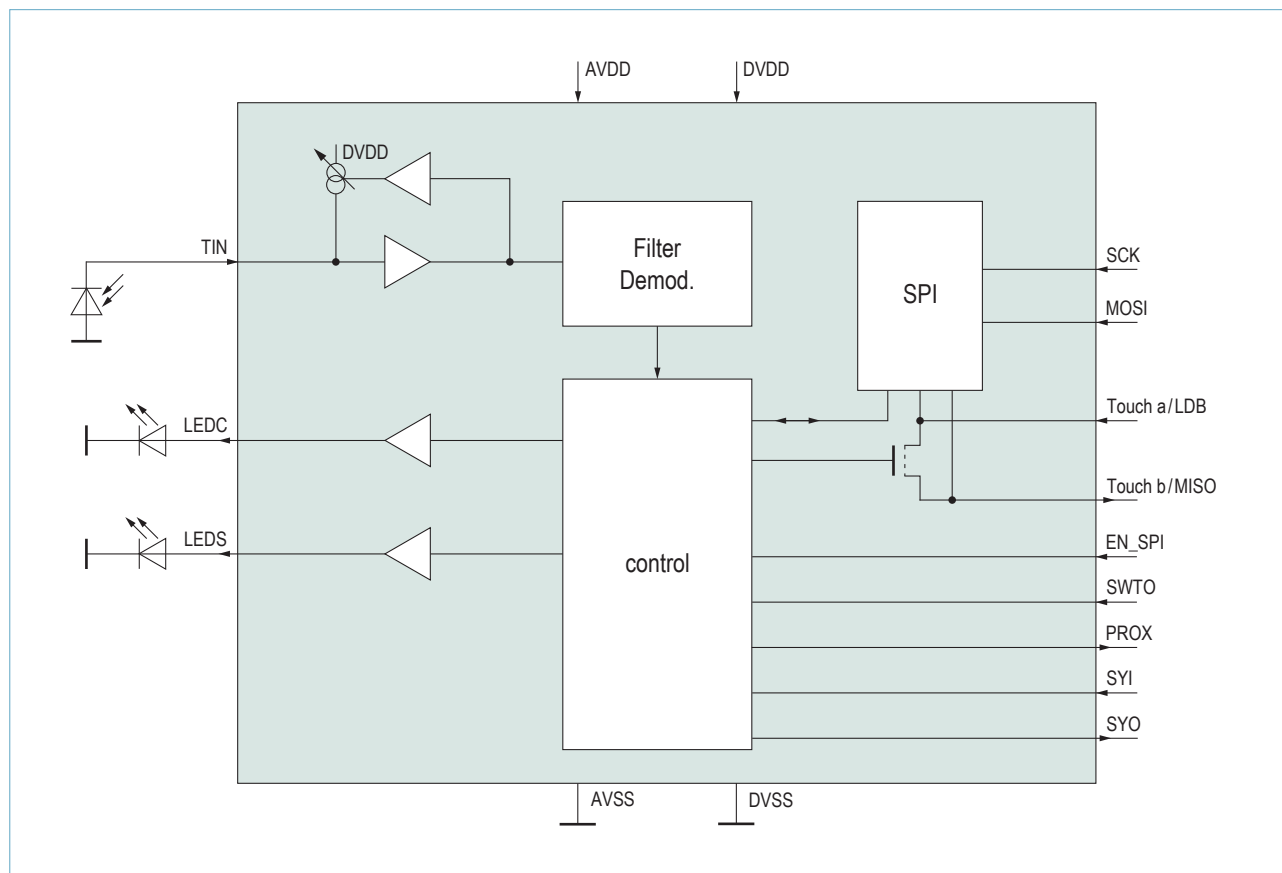 AVDD
DVDD
DVDD
TIN
Filter
Demod.
SPI
SCK
MOSI
LEDC
Touch a/LDB
Touch b/MISO
LEDS
control
EN_SPI
SWTO
PROX
SYI
SYO
AVSS
DVSS